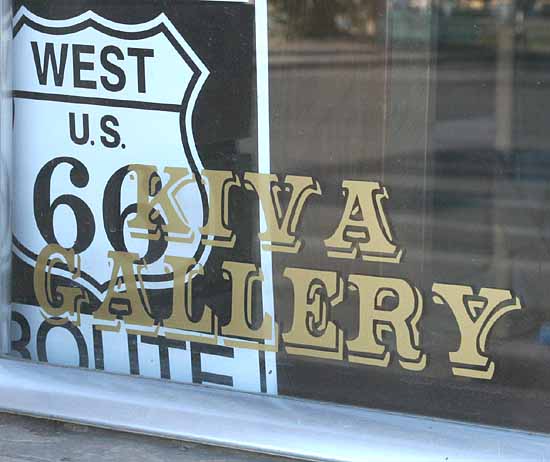 WEST
U.S.
66
KIVA
GALLERY
ROUTE